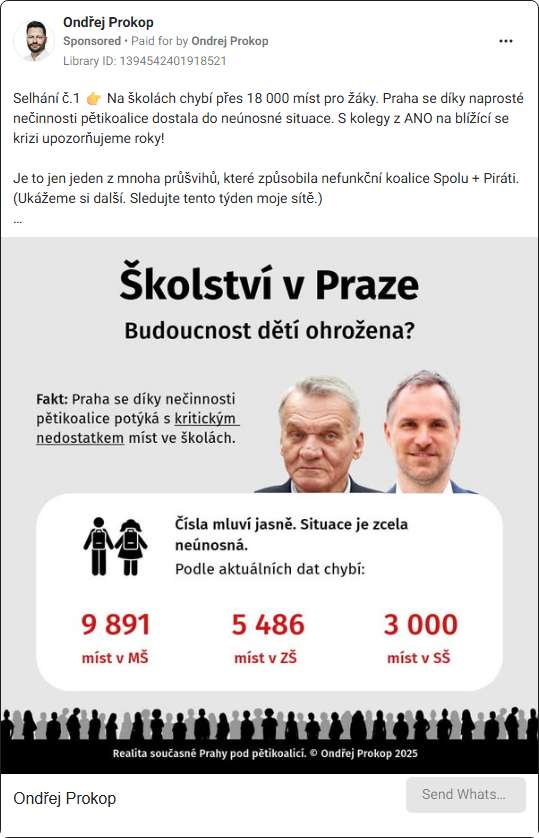 Ondřej Prokop
Sponsored • Paid for by Ondrej Prokop
Library ID: 1394542401918521
Selhání č.1 👉 Na školách chybí přes 18 000 míst pro žáky. Praha se díky naprosté
nečinnosti pětikoalice dostala do neúnosné situace. S kolegy z ANO na blížící se
krizi upozorňujeme roky!
Je to jen jeden z mnoha průšvihů, které způsobila nefunkční koalice Spolu + Piráti.
(Ukážeme si další. Sledujte tento týden moje sítě.)
...
Školství v Praze
Budoucnost dětí ohrožena?
Fakt: Praha se díky nečinnosti
pětikoalice potýká s kritickým
nedostatkem míst ve školách.
Čísla mluví jasně. Situace je zcela
neúnosná.
Podle aktuálních dat chybí:
9 891 5 486 3 000
míst v MŠ míst v ZŠ míst v SŠ
Realita současné Prahy pod pětikoalicí. © Ondřej Prokop 2025
Ondřej Prokop
Send Whats...